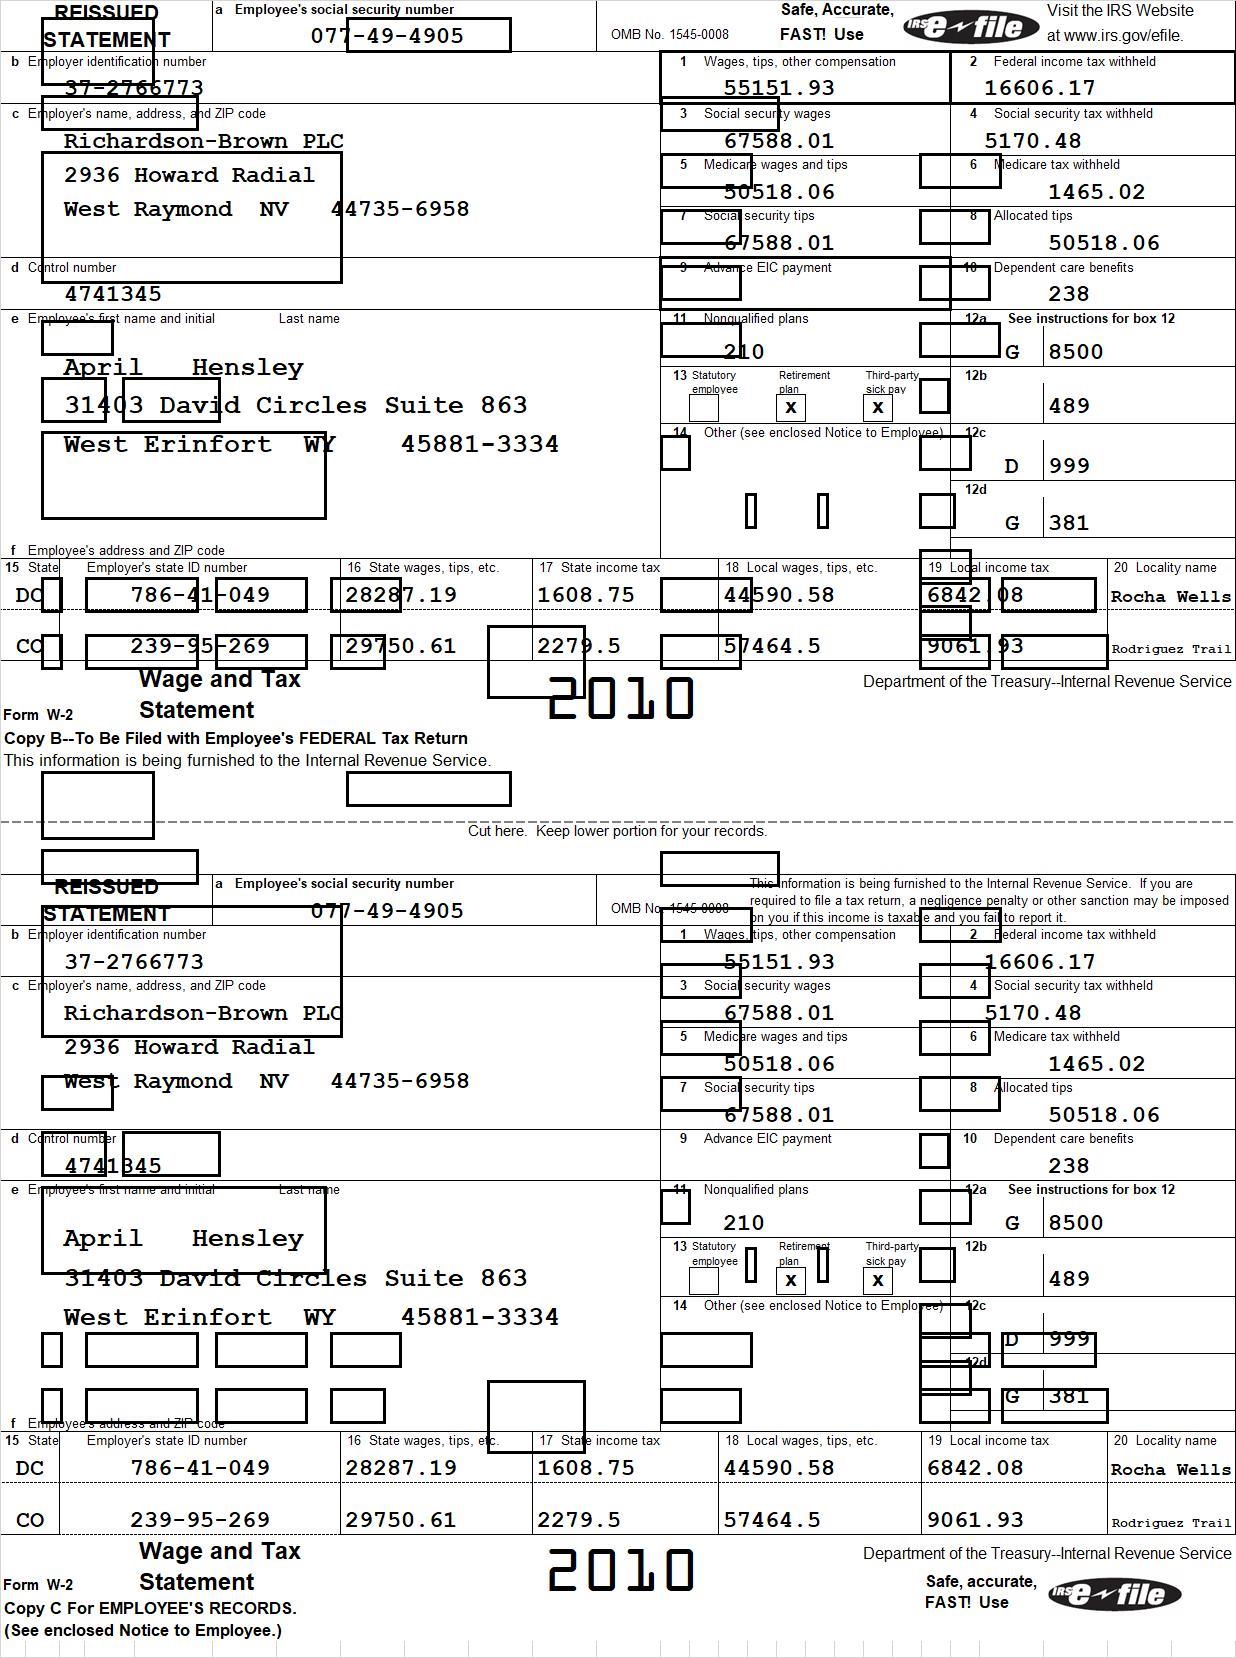 REISSUED
STATEMENT
a Employee's social security number
077-49-4905
OMB No. 1545-0008
Safe, Accurate,
FAST! Use
IRS e-file
Visit the IRS Website
at www.irs.gov/efile.
b Employer identification number
37-2766773
1 Wages, tips, other compensation
55151.93
2 Federal income tax withheld
16606.17
c Employer's name, address, and ZIP code
Richardson-Brown PLC
2936 Howard Radial
West Raymond NV 44735-6958
3 Social security wages
67588.01
4 Social security tax withheld
5170.48
5 Medicare wages and tips
50518.06
6 Medicare tax withheld
1465.02
7 Social security tips
67588.01
8 Allocated tips
50518.06
d Control number
4741345
9 Advance EIC payment
10 Dependent care benefits
238
e Employee's first name and initial Last name
April Hensley
31403 David Circles Suite 863
West Erinfort WY 45881-3334
11 Nonqualified plans
210
12a See instructions for box 12
G 8500
13 Statutory employee
Retirement plan
X
Third-party sick pay
X
12b
489
14 Other (see enclosed Notice to Employee)
12c
D 999
12d
G 381
f Employee's address and ZIP code
15 State Employer's state ID number 16 State wages, tips, etc. 17 State income tax 18 Local wages, tips, etc. 19 Local income tax 20 Locality name
DC 786-41-049 28287.19 1608.75 44590.58 6842.08 Rocha Wells
CO 239-95-269 29750.61 2279.5 57464.5 9061.93 Rodriguez Trail
Wage and Tax
Statement
Form W-2
2010
Department of the Treasury--Internal Revenue Service
Copy B--To Be Filed with Employee's FEDERAL Tax Return
This information is being furnished to the Internal Revenue Service.
Cut here. Keep lower portion for your records.
REISSUED
STATEMENT
a Employee's social security number
077-49-4905
OMB No. 1545-0008
This information is being furnished to the Internal Revenue Service. If you are
required to file a tax return, a negligence penalty or other sanction may be imposed
on you if this income is taxable and you fail to report it.
b Employer identification number
37-2766773
1 Wages, tips, other compensation
55151.93
2 Federal income tax withheld
16606.17
c Employer's name, address, and ZIP code
Richardson-Brown PLC
2936 Howard Radial
West Raymond NV 44735-6958
3 Social security wages
67588.01
4 Social security tax withheld
5170.48
5 Medicare wages and tips
50518.06
6 Medicare tax withheld
1465.02
7 Social security tips
67588.01
8 Allocated tips
50518.06
d Control number
4741345
9 Advance EIC payment
10 Dependent care benefits
238
e Employee's first name and initial Last name
April Hensley
31403 David Circles Suite 863
West Erinfort WY 45881-3334
11 Nonqualified plans
210
12a See instructions for box 12
G 8500
13 Statutory employee
Retirement plan
X
Third-party sick pay
X
12b
489
14 Other (see enclosed Notice to Employee)
12c
D 999
12d
G 381
f Employee's address and ZIP code
15 State Employer's state ID number 16 State wages, tips, etc. 17 State income tax 18 Local wages, tips, etc. 19 Local income tax 20 Locality name
DC 786-41-049 28287.19 1608.75 44590.58 6842.08 Rocha Wells
CO 239-95-269 29750.61 2279.5 57464.5 9061.93 Rodriguez Trail
Wage and Tax
Statement
Form W-2
2010
Department of the Treasury--Internal Revenue Service
Safe, accurate,
FAST! Use
IRS e-file
Copy C For EMPLOYEE'S RECORDS.
(See enclosed Notice to Employee.)